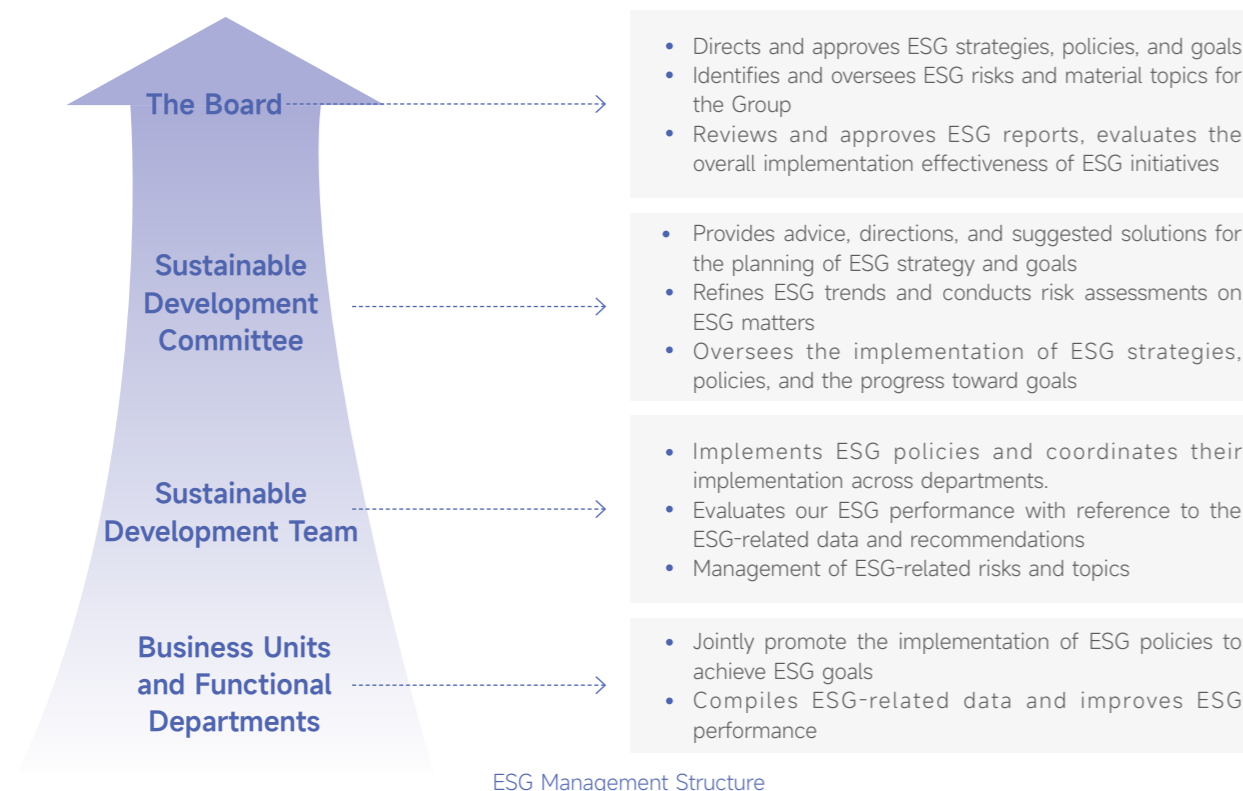 The Board
• Directs and approves ESG strategies, policies, and goals
• Identifies and oversees ESG risks and material topics for
the Group
• Reviews and approves ESG reports, evaluates the
overall implementation effectiveness of ESG initiatives
Sustainable
Development
Committee
• Provides advice, directions, and suggested solutions for
the planning of ESG strategy and goals
• Refines ESG trends and conducts risk assessments on
ESG matters
• Oversees the implementation of ESG strategies,
policies, and the progress toward goals
Sustainable
Development Team
• Implements ESG policies and coordinates their
implementation across departments.
• Evaluates our ESG performance with reference to the
ESG-related data and recommendations
• Management of ESG-related risks and topics
Business Units
and Functional
Departments
• Jointly promote the implementation of ESG policies to
achieve ESG goals
• Compiles ESG-related data and improves ESG
performance
ESG Management Structure